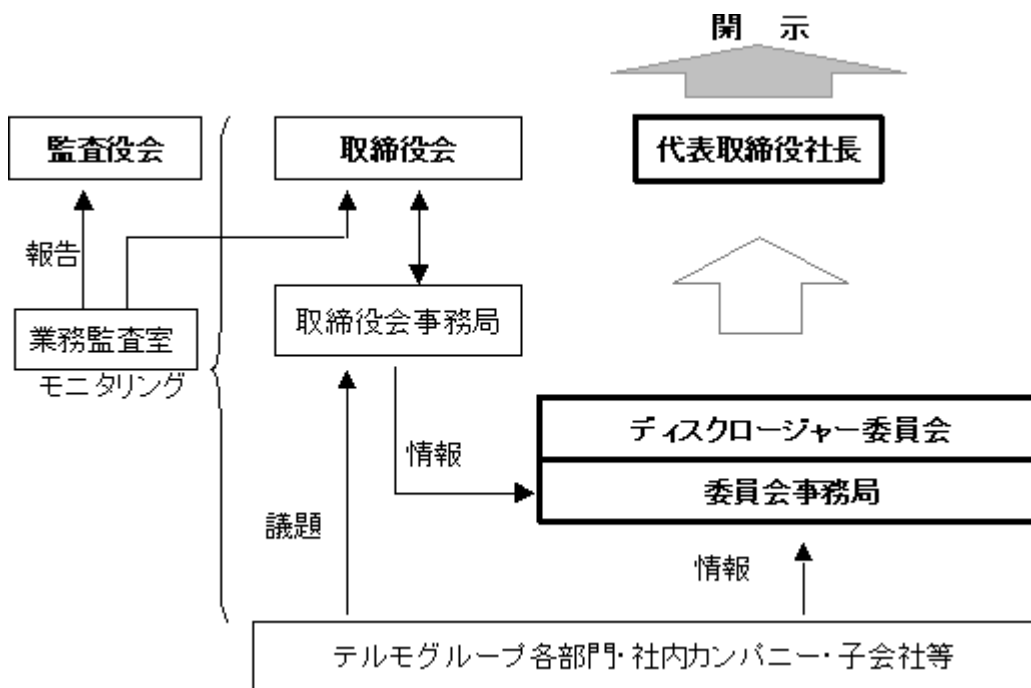 開 示
監査役会
取締役会
代表取締役社長
報告
業務監査室
モニタリング
取締役会事務局
情報
ディスクロージャー委員会
委員会事務局
議題
情報
テルモグループ各部門・社内カンパニー・子会社等